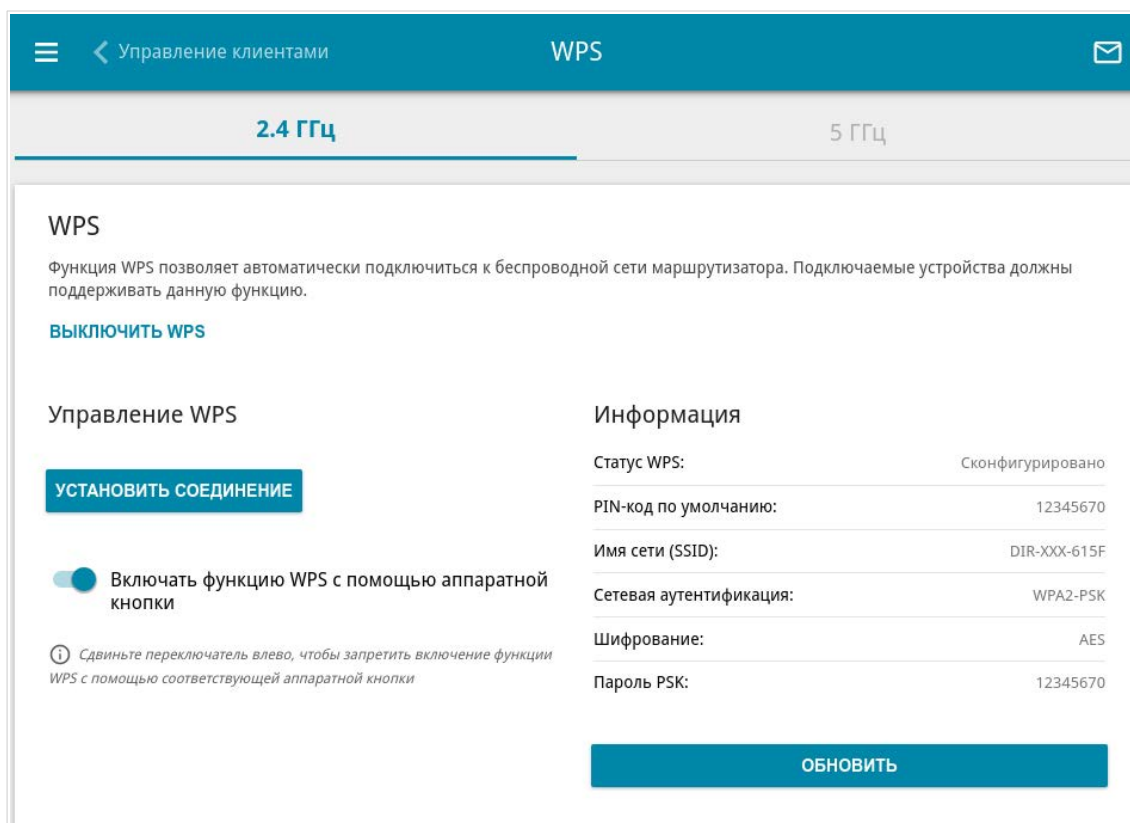 Управление клиентами
WPS
2.4 ГГц
5 ГГц
WPS
Функция WPS позволяет автоматически подключиться к беспроводной сети маршрутизатора. Подключаемые устройства должны
поддерживать данную функцию.
ВЫКЛЮЧИТЬ WPS
Управление WPS
УСТАНОВИТЬ СОЕДИНЕНИЕ
Включать функцию WPS с помощью аппаратной
кнопки
Сдвиньте переключатель влево, чтобы запретить включение функции
WPS с помощью соответствующей аппаратной кнопки
Информация
Статус WPS: Сконфигурировано
PIN-код по умолчанию: 12345670
Имя сети (SSID): DIR-XXX-615F
Сетевая аутентификация: WPA2-PSK
Шифрование: AES
Пароль PSK: 12345670
ОБНОВИТЬ